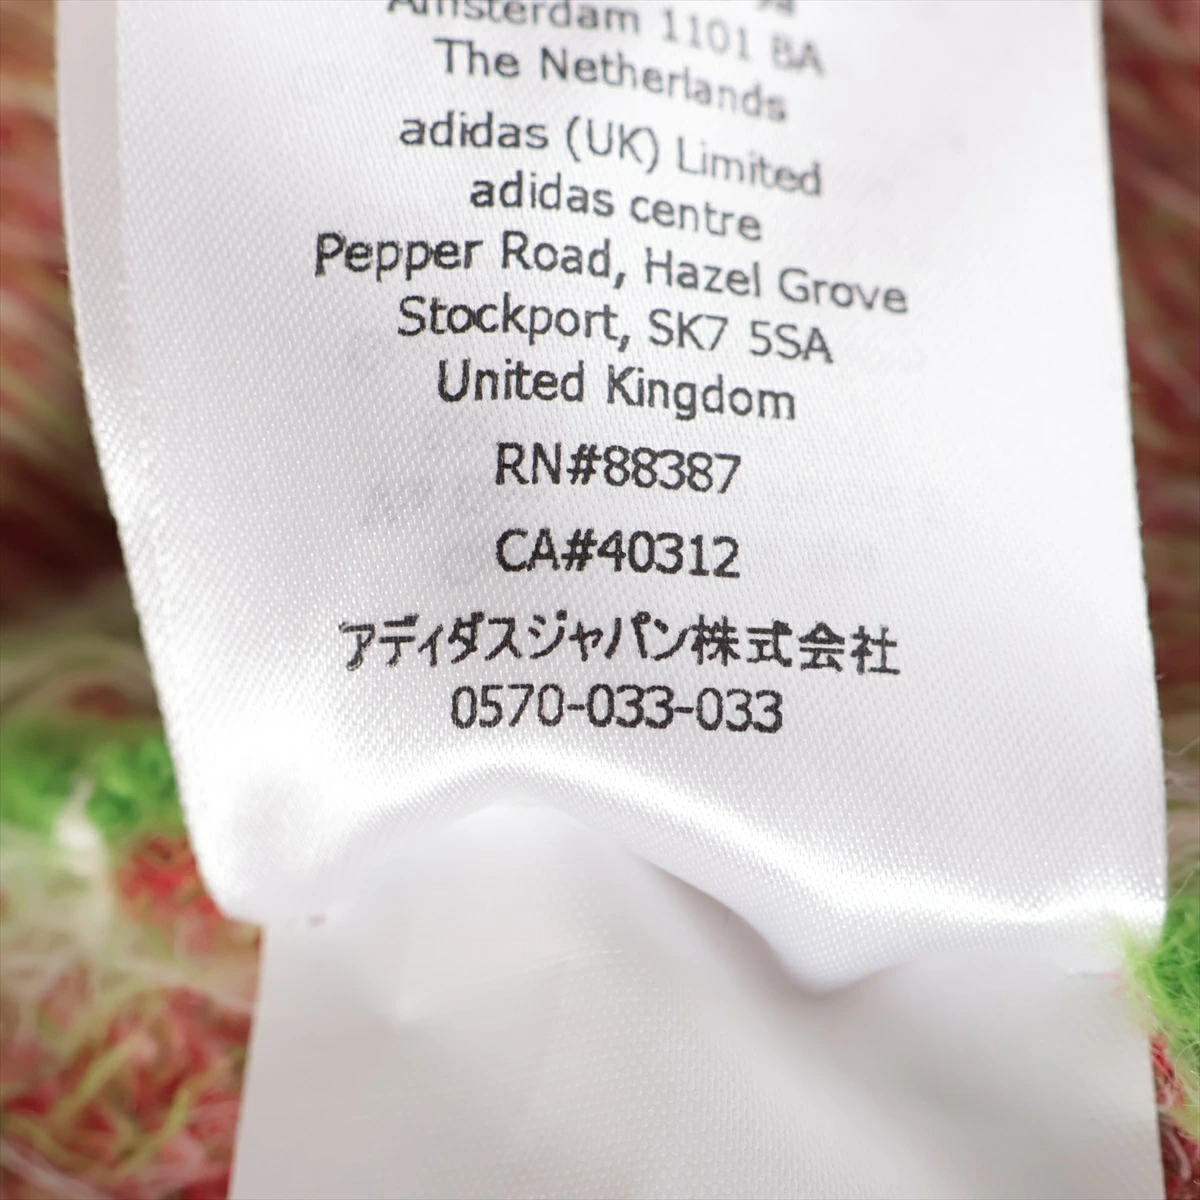 Amsterdam 1101 BA
The Netherlands
adidas (UK) Limited
adidas centre
Pepper Road, Hazel Grove
Stockport, SK7 5SA
United Kingdom
RN#88387
CA#40312
アディダスジャパン株式会社
0570-033-033